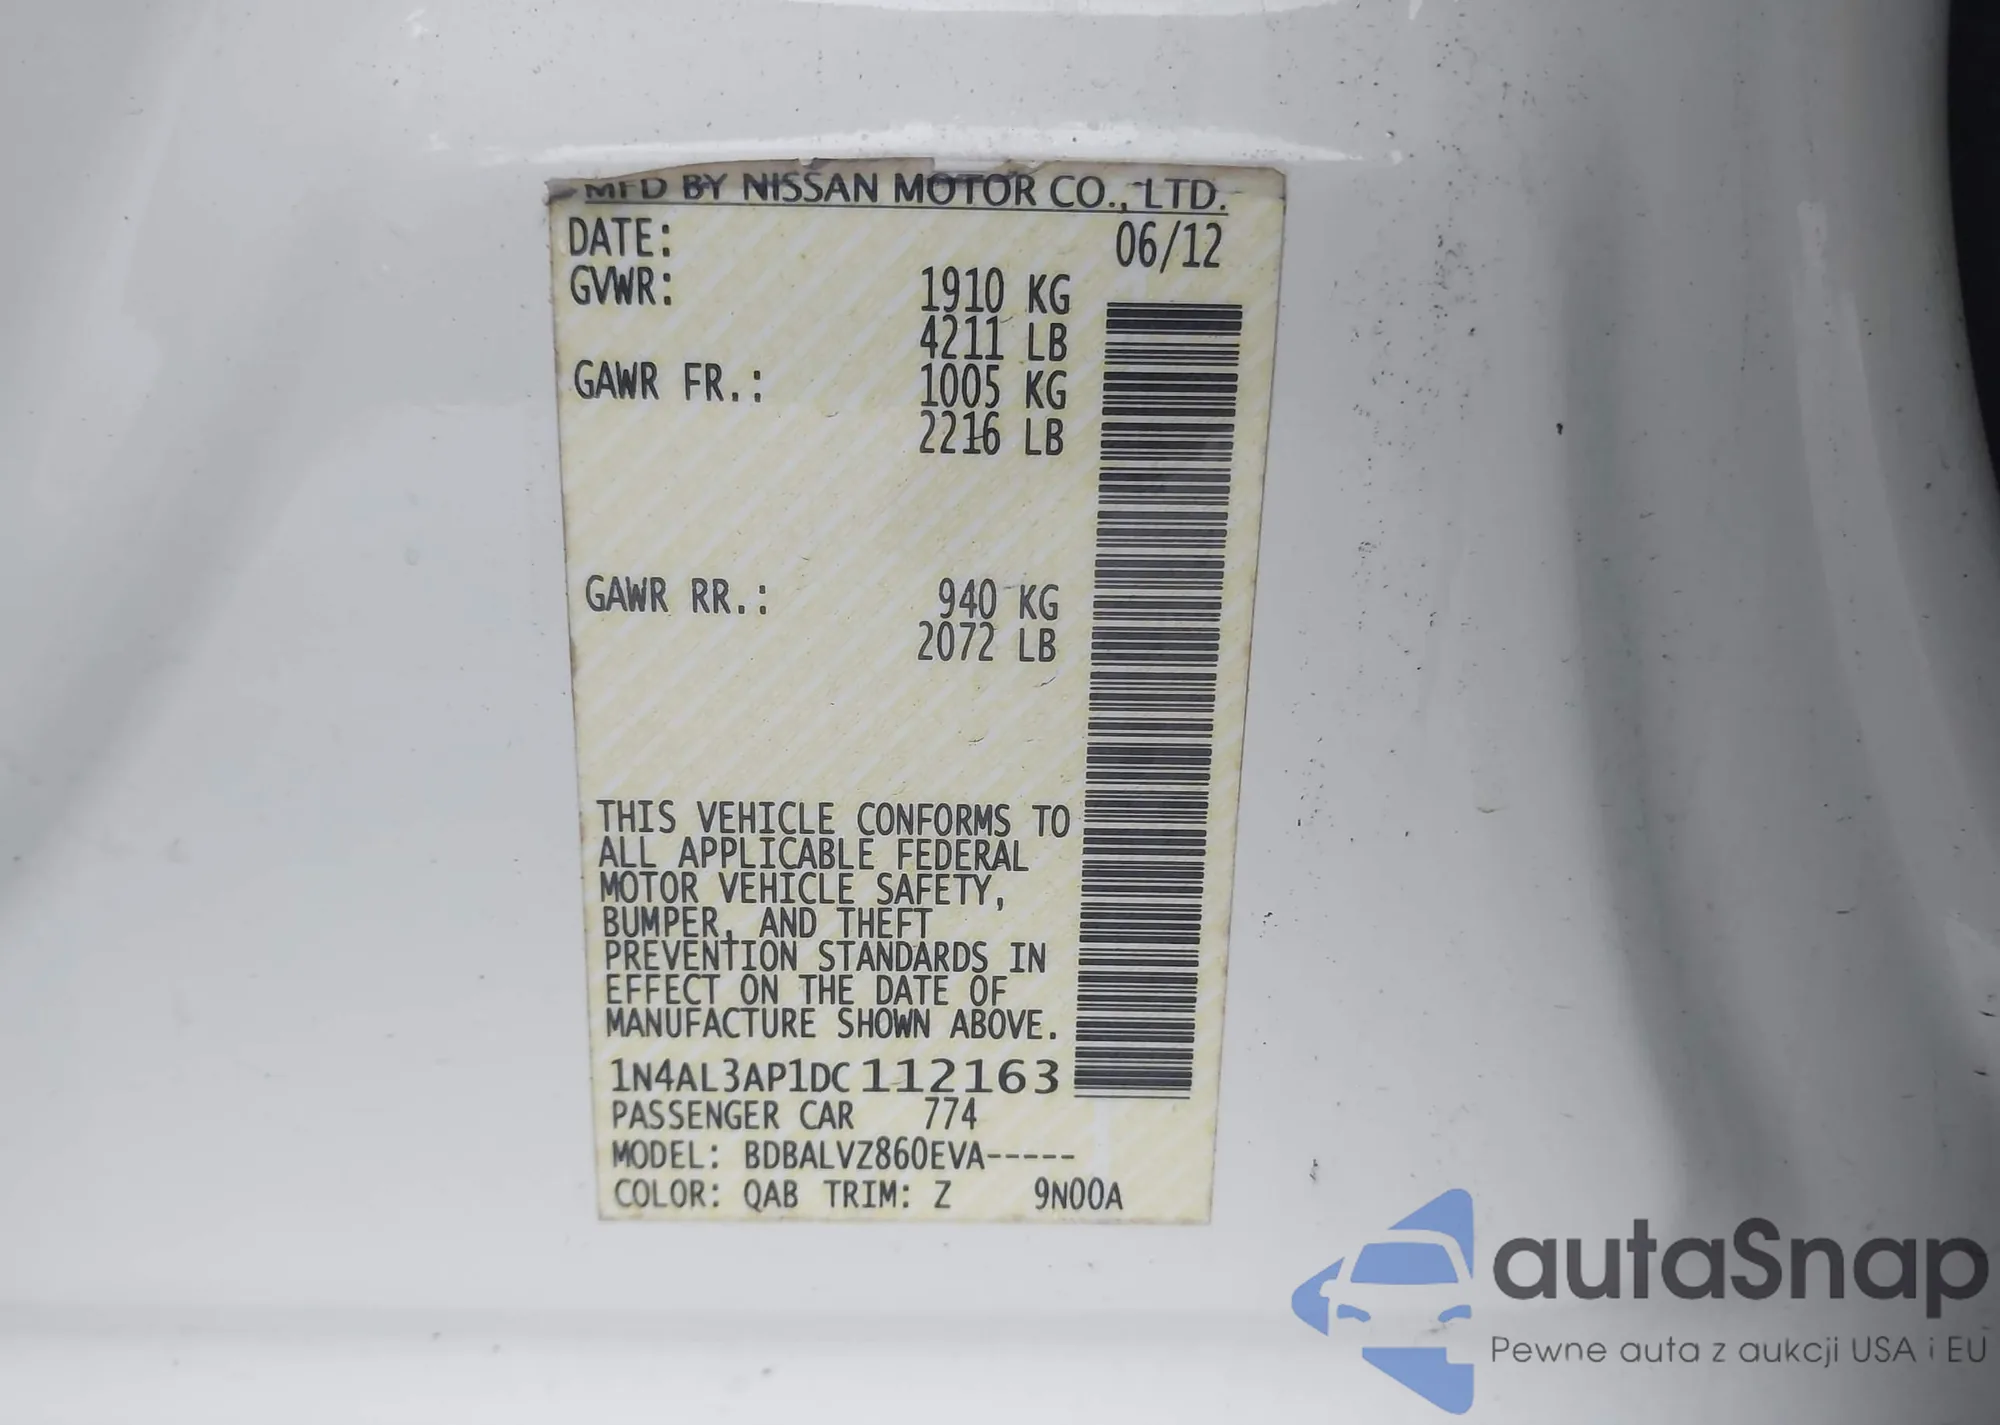 MFD BY NISSAN MOTOR CO., LTD.
DATE: 06/12
GVWR: 1910 KG
4211 LB
GAWR FR.: 1005 KG
2216 LB
GAWR RR.: 940 KG
2072 LB
THIS VEHICLE CONFORMS TO
ALL APPLICABLE FEDERAL
MOTOR VEHICLE SAFETY,
BUMPER, AND THEFT
PREVENTION STANDARDS IN
EFFECT ON THE DATE OF
MANUFACTURE SHOWN ABOVE.
1N4AL3AP1DC112163
PASSENGER CAR 774
MODEL: BDBALVZ860EVA-----
COLOR: QAB TRIM: Z 9N00A
autaSnap
Pewne auta z aukcji USA i EU